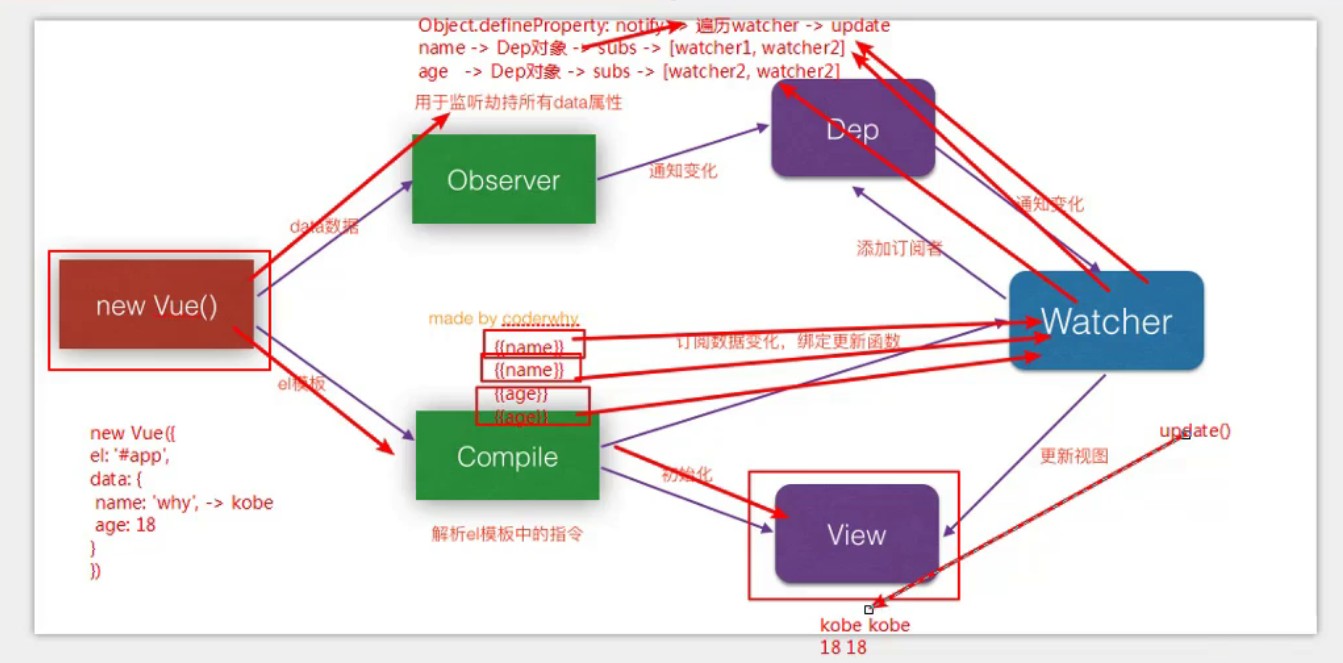 Object.defineProperty: notify -> 遍历watcher -> update
name -> Dep对象 -> subs -> [watcher1, watcher2]
age -> Dep对象 -> subs -> [watcher2, watcher2]
用于监听劫持所有data属性
Dep
Observer
通知变化
通知变化
data数据
添加订阅者
new Vue()
made by coderwhy
Watcher
{{name}}
订阅数据变化，绑定更新函数
{{name}}
el模板
{{age}}
{{age}}
new Vue({
el: '#app',
data: {
name: 'why', -> kobe
age: 18
}
})
Compile
update()
更新视图
初始化
解析el模板中的指令
View
kobe kobe
18 18